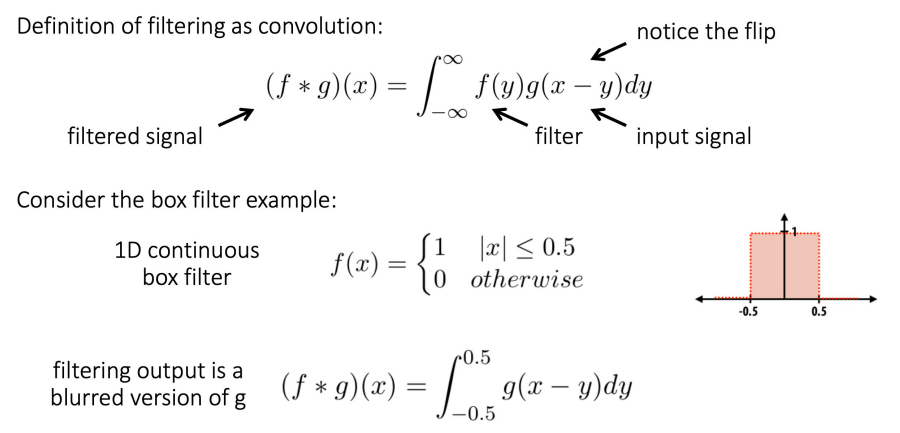 Definition of filtering as convolution:
notice the flip
(f ∗ g)(x) = ∫_{−∞}^{∞} f(y)g(x − y)dy
filtered signal
filter
input signal
Consider the box filter example:
1D continuous
box filter
f(x) = { 1 |x| ≤ 0.5
0 otherwise
1
-0.5
0.5
filtering output is a
blurred version of g
(f ∗ g)(x) = ∫_{−0.5}^{0.5} g(x − y)dy